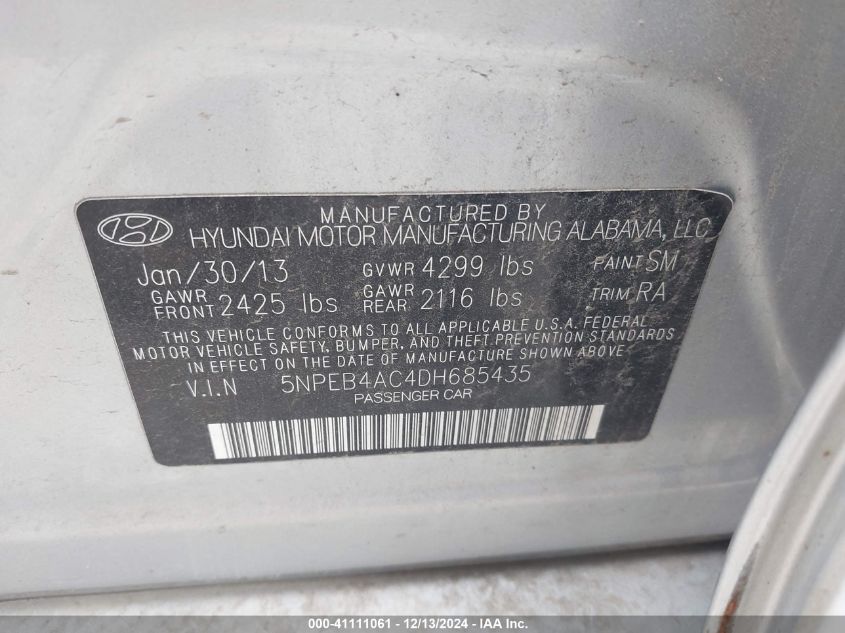 MANUFACTURED BY
HYUNDAI MOTOR MANUFACTURING ALABAMA, LLC
Jan/30/13 GVWR 4299 lbs PAINT SM
GAWR FRONT 2425 lbs GAWR REAR 2116 lbs TRIM RA
THIS VEHICLE CONFORMS TO ALL APPLICABLE U.S.A. FEDERAL
MOTOR VEHICLE SAFETY, BUMPER, AND THEFT PREVENTION STANDARDS
IN EFFECT ON THE DATE OF MANUFACTURE SHOWN ABOVE
V.I.N 5NPEB4AC4DH685435
PASSENGER CAR
000-41111061 - 12/13/2024 - Copyright © IAA, LLC